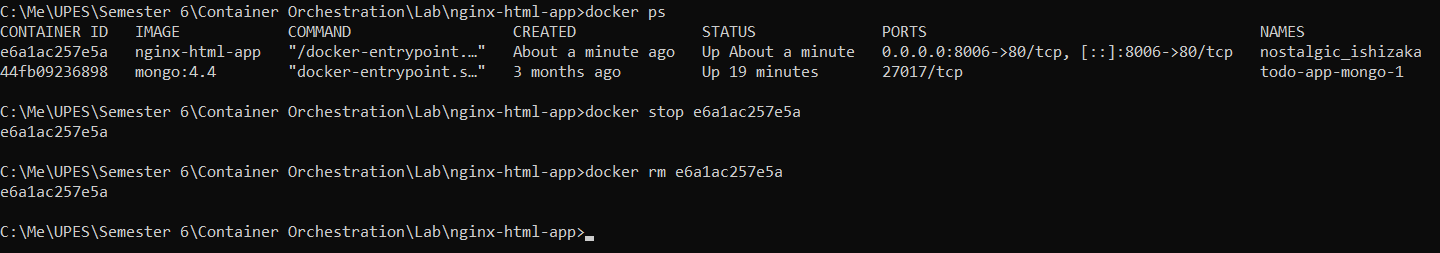 C:\Me\UPES\Semester 6\Container Orchestration\Lab\nginx-html-app>docker ps
CONTAINER ID   IMAGE            COMMAND                  CREATED              STATUS              PORTS                                     NAMES
e6a1ac257e5a   nginx-html-app   "/docker-entrypoint.…"   About a minute ago   Up About a minute   0.0.0.0:8006->80/tcp, [::]:8006->80/tcp   nostalgic_ishizaka
44fb09236898   mongo:4.4        "docker-entrypoint.s…"   3 months ago         Up 19 minutes       27017/tcp                                 todo-app-mongo-1
C:\Me\UPES\Semester 6\Container Orchestration\Lab\nginx-html-app>docker stop e6a1ac257e5a
e6a1ac257e5a
C:\Me\UPES\Semester 6\Container Orchestration\Lab\nginx-html-app>docker rm e6a1ac257e5a
e6a1ac257e5a
C:\Me\UPES\Semester 6\Container Orchestration\Lab\nginx-html-app>